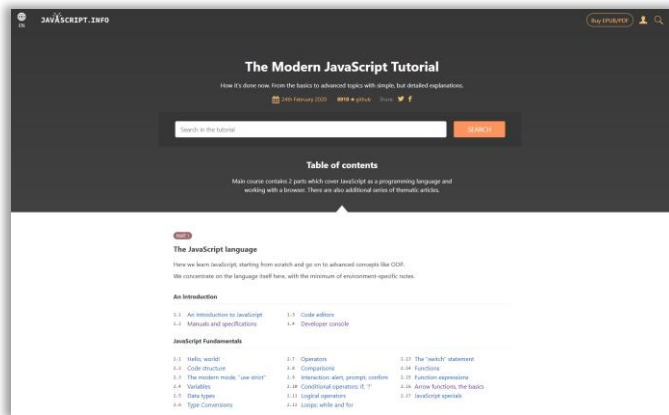 EN
JAVASCRIPT.INFO
Buy EPUB/PDF
The Modern JavaScript Tutorial
How it's done now. From the basics to advanced topics with simple, but detailed explanations.
24th February 2020 8918 ★ github Share:
Search in the tutorial
SEARCH
Table of contents
Main course contains 2 parts which cover JavaScript as a programming language and
working with a browser. There are also additional series of thematic articles.
PART 1
The JavaScript language
Here we learn JavaScript, starting from scratch and go on to advanced concepts like OOP.
We concentrate on the language itself here, with the minimum of environment-specific notes.
An Introduction
1.1 An Introduction to JavaScript
1.2 Manuals and specifications
1.3 Code editors
1.4 Developer console
JavaScript Fundamentals
2.1 Hello, world!
2.2 Code structure
2.3 The modern mode, "use strict"
2.4 Variables
2.5 Data types
2.6 Type Conversions
2.7 Operators
2.8 Comparisons
2.9 Interaction: alert, prompt, confirm
2.10 Conditional operators: if, '?'
2.11 Logical operators
2.12 Loops: while and for
2.13 The "switch" statement
2.14 Functions
2.15 Function expressions
2.16 Arrow functions, the basics
2.17 JavaScript specials